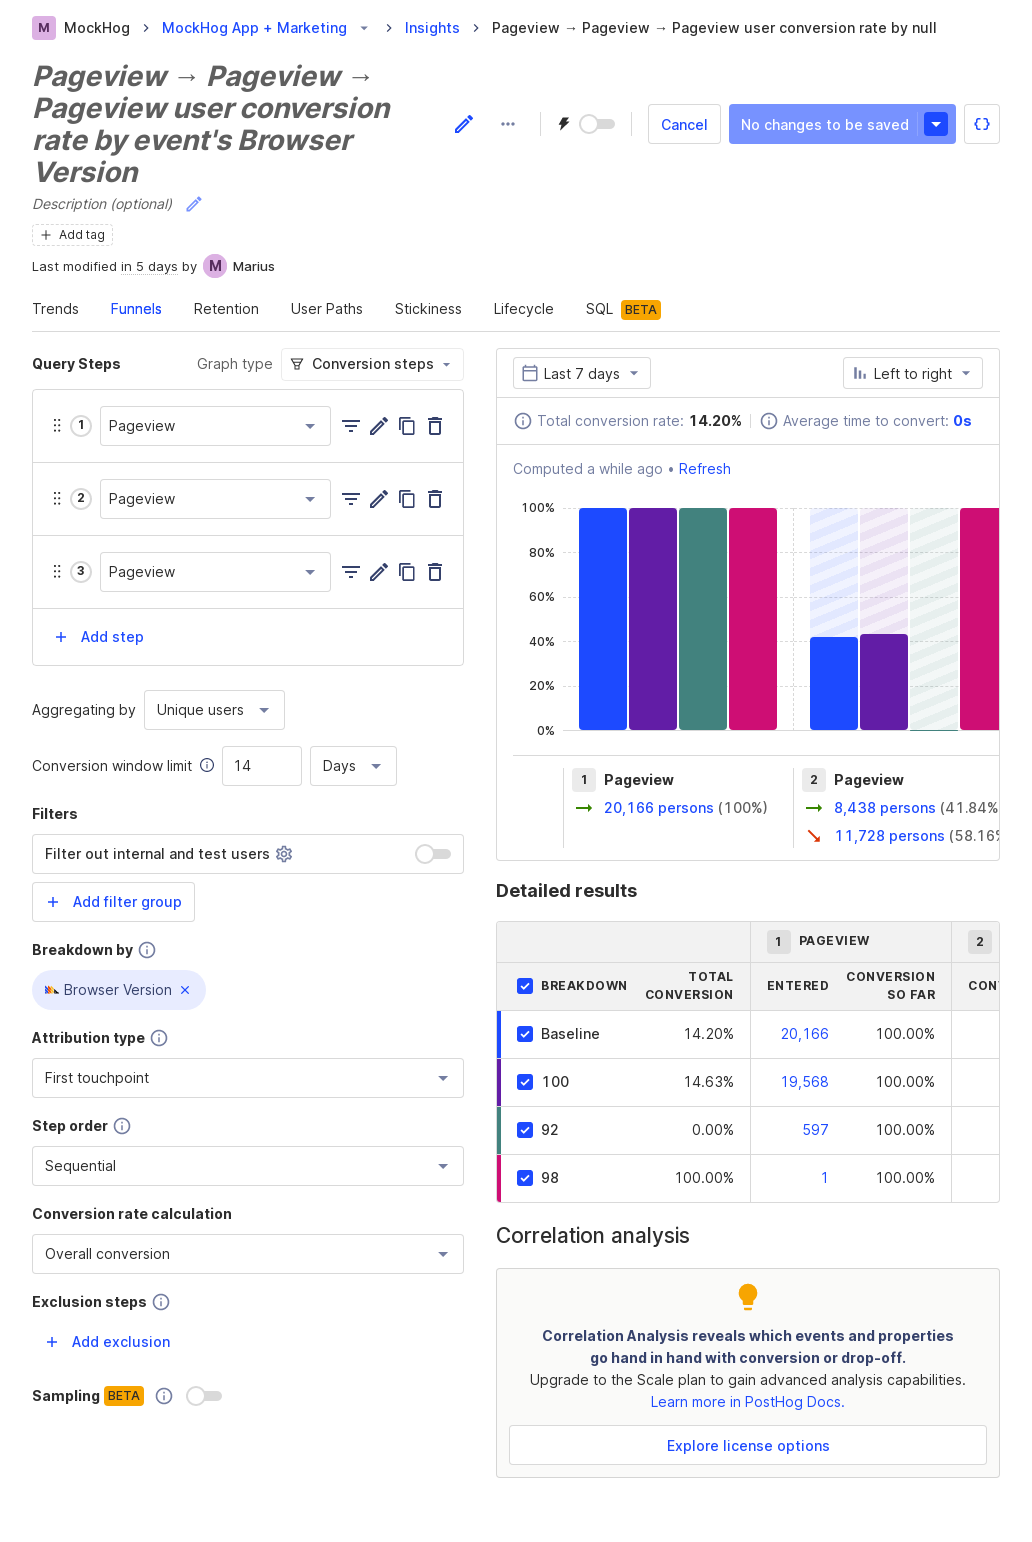 M MockHog MockHog App + Marketing Insights Pageview → Pageview → Pageview user conversion rate by null
Pageview → Pageview →
Pageview user conversion
rate by event's Browser
Version
Cancel
No changes to be saved
Description (optional)
Add tag
Last modified in 5 days by M Marius
Trends Funnels Retention User Paths Stickiness Lifecycle SQL BETA
Query Steps Graph type Conversion steps
1 Pageview
2 Pageview
3 Pageview
Add step
Aggregating by Unique users
Conversion window limit 14 Days
Filters
Filter out internal and test users
Add filter group
Breakdown by
Browser Version
Attribution type
First touchpoint
Step order
Sequential
Conversion rate calculation
Overall conversion
Exclusion steps
Add exclusion
Sampling BETA
Last 7 days Left to right
Total conversion rate: 14.20% Average time to convert: 0s
Computed a while ago • Refresh
100%
80%
60%
40%
20%
0%
1 Pageview 2 Pageview
20,166 persons (100%) 8,438 persons (41.84%
11,728 persons (58.16%
Detailed results
1 PAGEVIEW 2
BREAKDOWN TOTAL CONVERSION ENTERED CONVERSION SO FAR
Baseline 14.20% 20,166 100.00%
100 14.63% 19,568 100.00%
92 0.00% 597 100.00%
98 100.00% 1 100.00%
Correlation analysis
Correlation Analysis reveals which events and properties
go hand in hand with conversion or drop-off.
Upgrade to the Scale plan to gain advanced analysis capabilities.
Learn more in PostHog Docs.
Explore license options